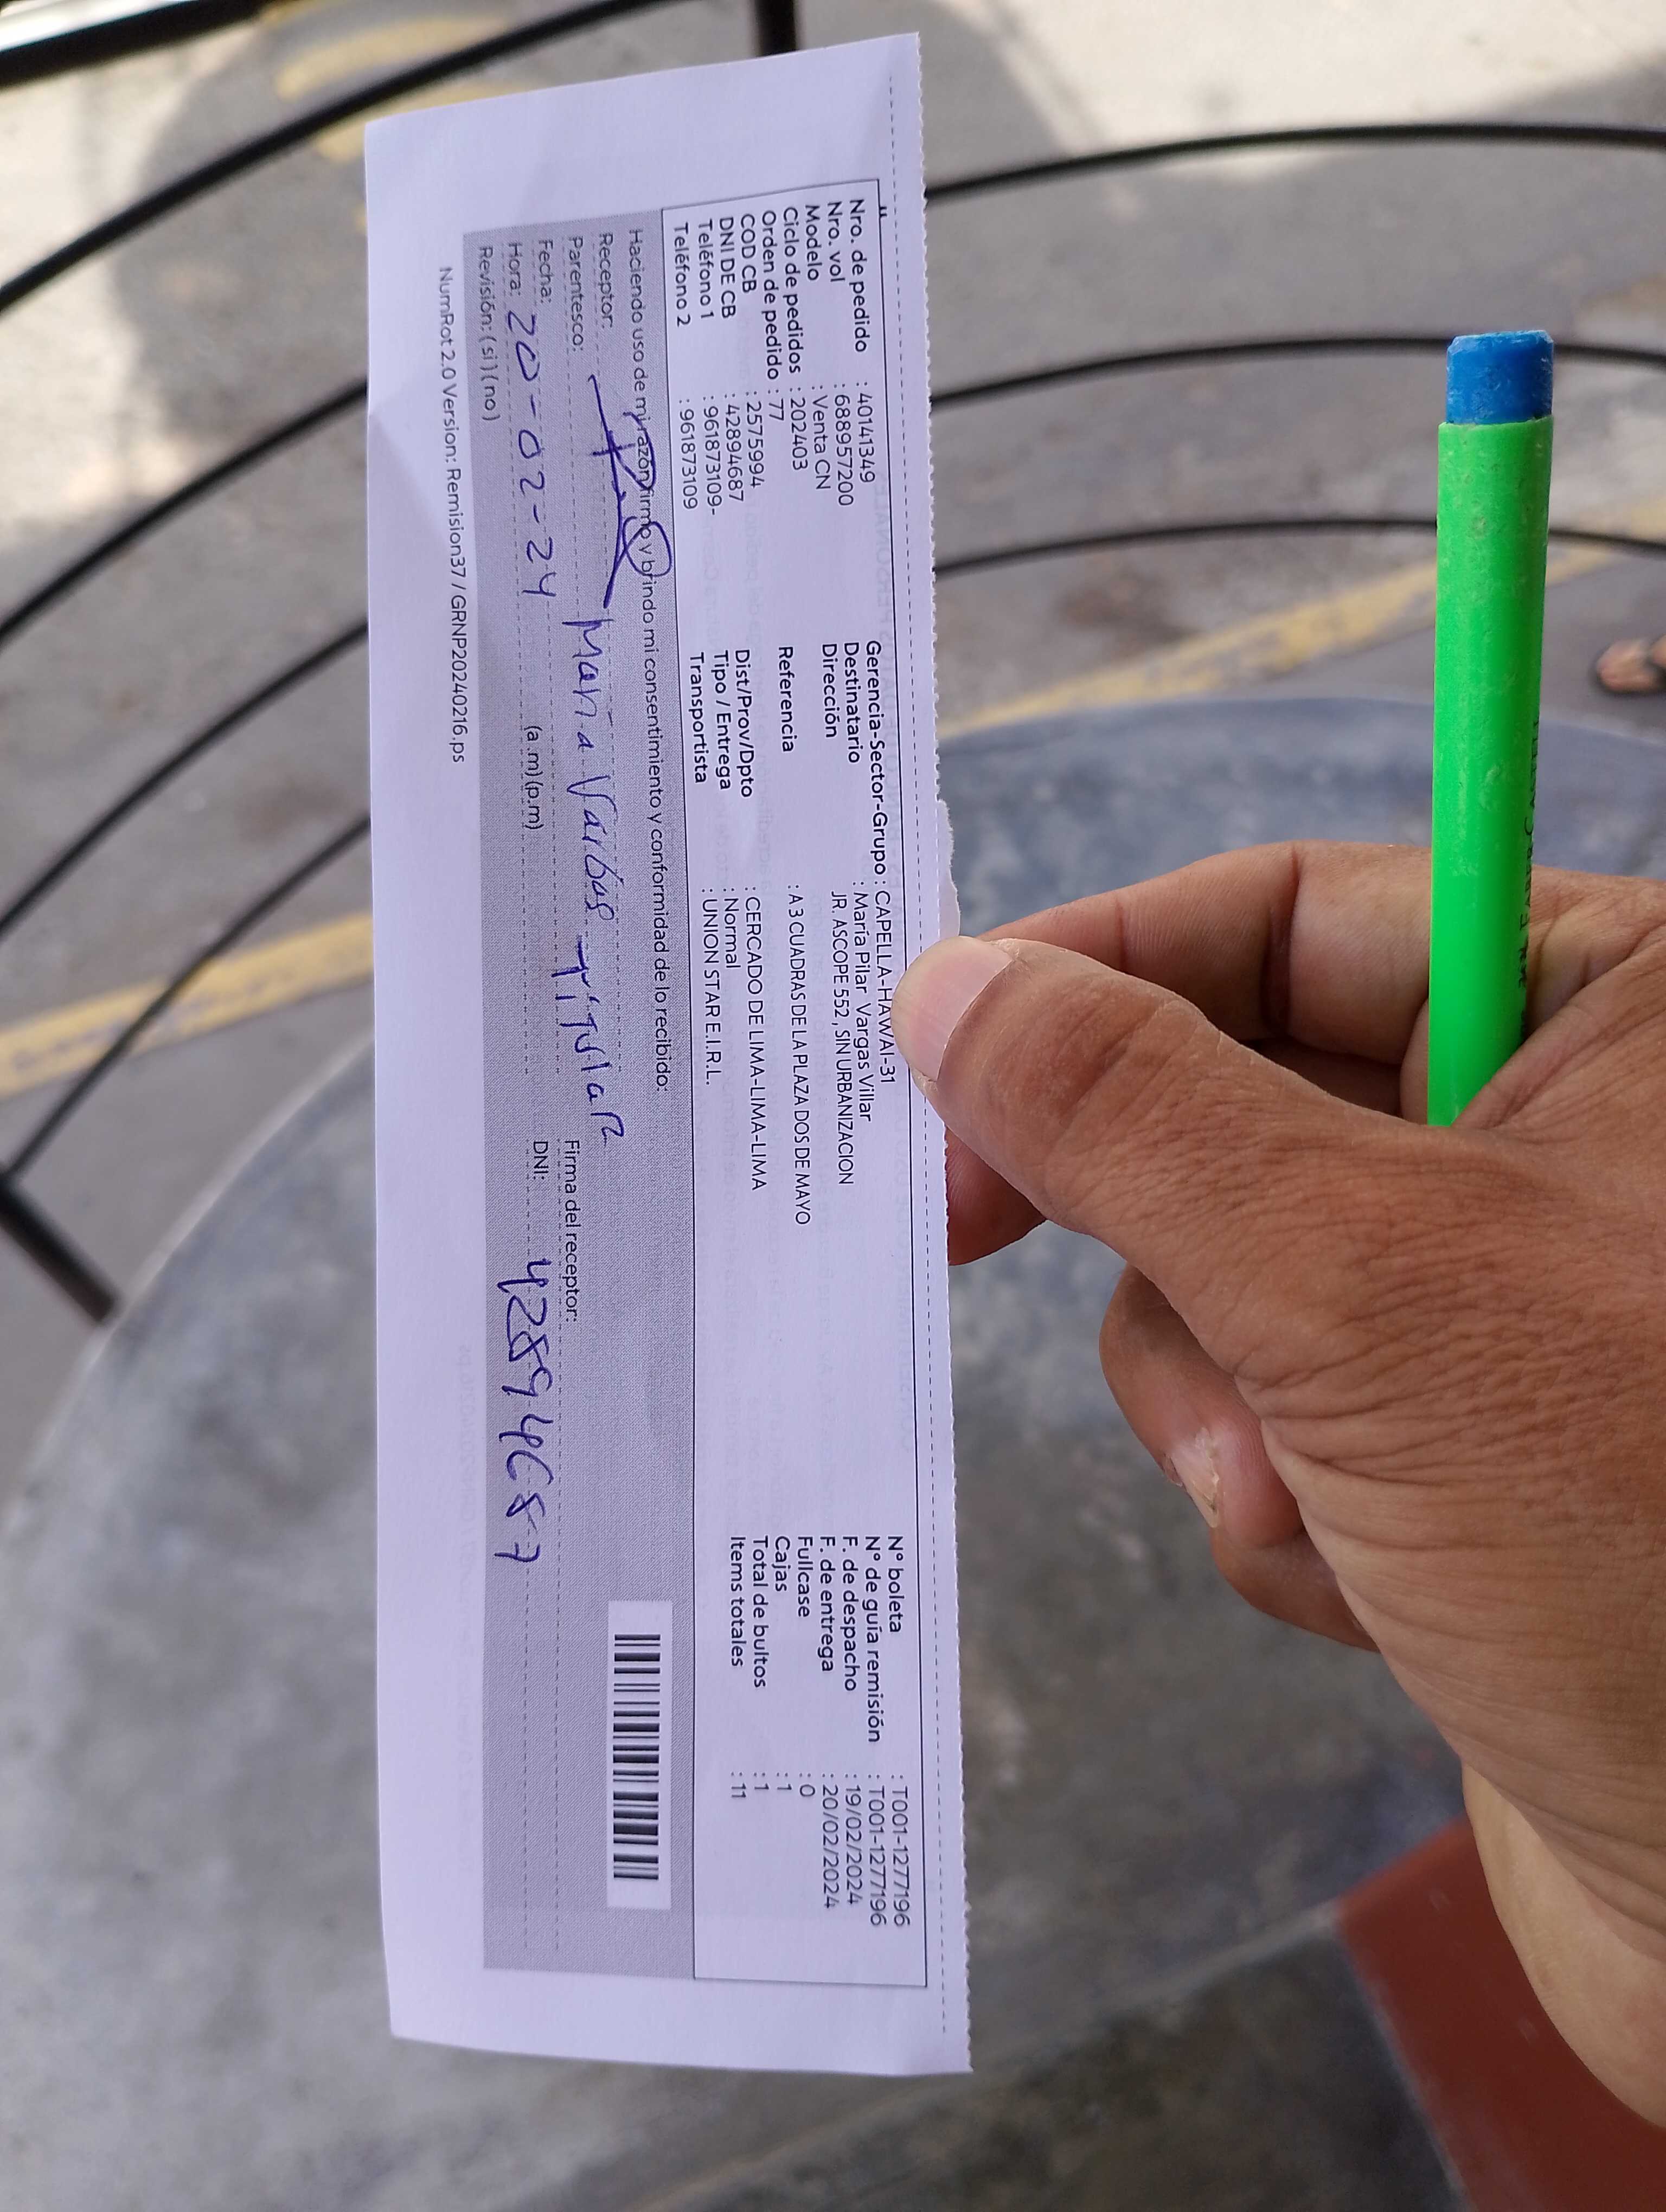 Nro. de pedido : 40141349
Nro. vol : 688957200
Modelo : Venta CN
Ciclo de pedidos : 202403
Orden de pedido : 77
COD CB : 2575994
DNI DE CB : 42894687
Teléfono 1 : 961873109-
Teléfono 2 : 961873109
Gerencia-Sector-Grupo : CAPELLA-HAWAI-31
Destinatario : María Pilar Vargas Villar
Dirección JR. ASCOPE 552 , SIN URBANIZACION
Referencia : A 3 CUADRAS DE LA PLAZA DOS DE MAYO
Dist/Prov/Dpto : CERCADO DE LIMA-LIMA-LIMA
Tipo / Entrega : Normal
Transportista : UNION STAR E.I.R.L.
N° boleta : T001-1277196
N° de guía remisión : T001-1277196
F. de despacho : 19/02/2024
F. de entrega : 20/02/2024
Fullcase : 0
Cajas : 1
Total de bultos : 1
Items totales : 11
Haciendo uso de mi razón firmo y brindo mi consentimiento y conformidad de lo recibido:
Receptor:
Parentesco: Maria Titular
Firma del receptor:
Fecha:
DNI: 42894687
Hora: 20-02-24 (a.m) (p.m)
Revisión: ( si ) ( no )
NumRot 2.0 Version: Remision37 / GRNP20240216.ps